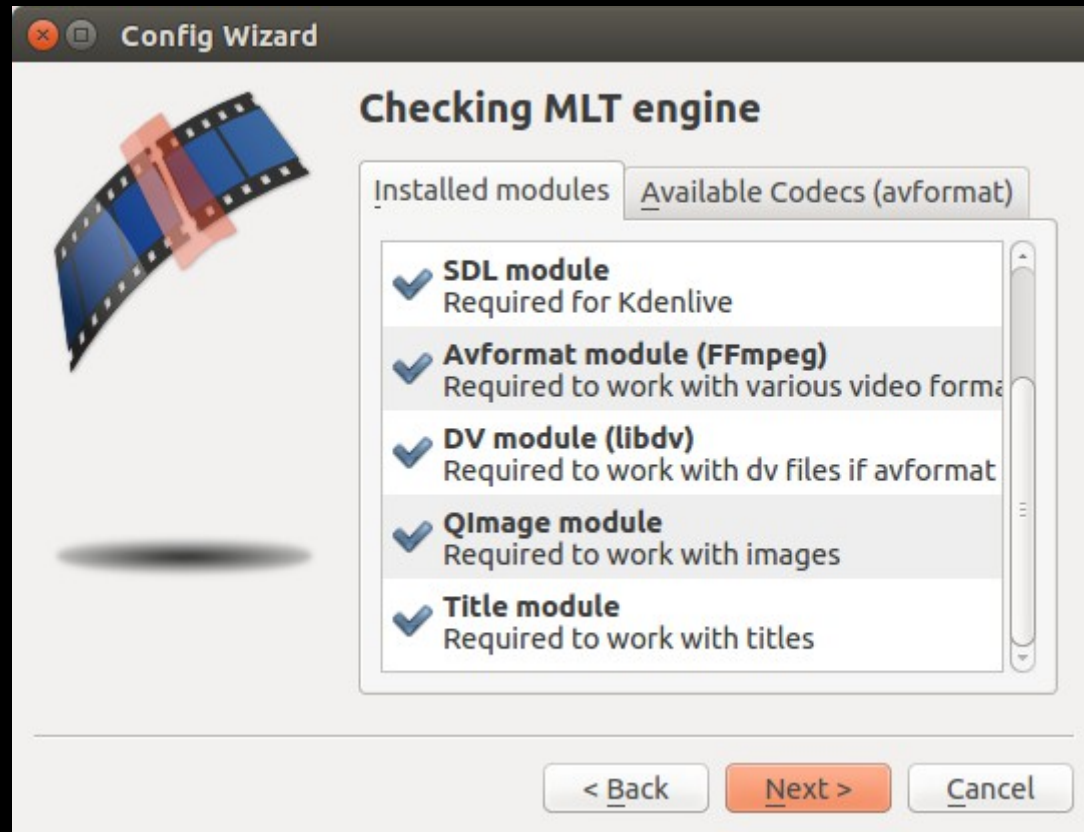 Config Wizard
Checking MLT engine
Installed modules
Available Codecs (avformat)
SDL module
Required for Kdenlive
Avformat module (FFmpeg)
Required to work with various video forma
DV module (libdv)
Required to work with dv files if avformat
QImage module
Required to work with images
Title module
Required to work with titles
< Back
Next >
Cancel